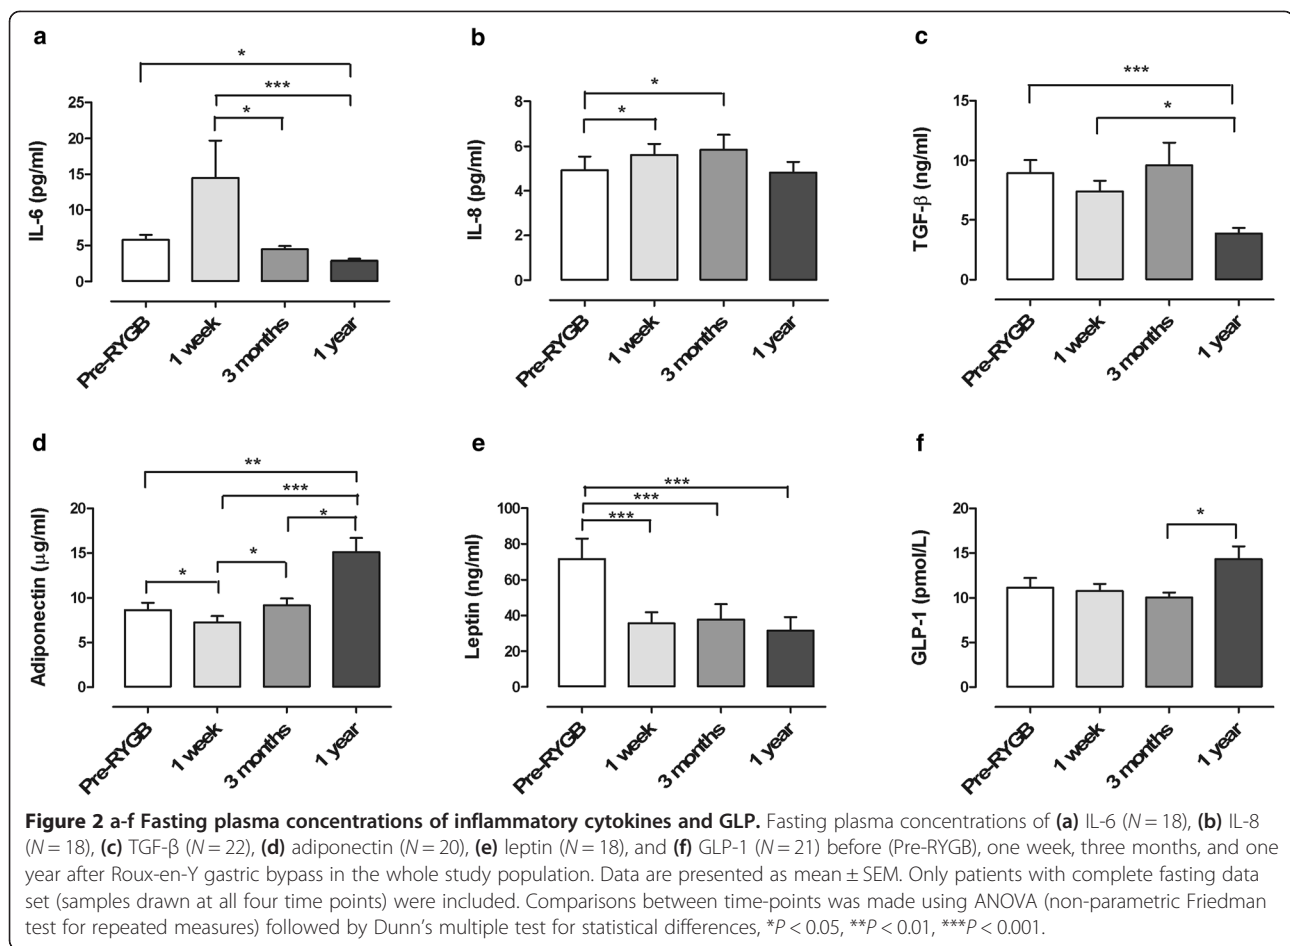 a
*
***
*
25
20
15
10
5
0
IL-6 (pg/ml)
Pre-RYGB
1 week
3 months
1 year
b
*
*
8
6
4
2
0
IL-8 (pg/ml)
Pre-RYGB
1 week
3 months
1 year
c
***
*
15
10
5
0
TGF-β (ng/ml)
Pre-RYGB
1 week
3 months
1 year
d
**
***
*
*
*
20
15
10
5
0
Adiponectin (μg/ml)
Pre-RYGB
1 week
3 months
1 year
e
***
***
***
100
80
60
40
20
0
Leptin (ng/ml)
Pre-RYGB
1 week
3 months
1 year
f
*
20
15
10
5
0
GLP-1 (pmol/L)
Pre-RYGB
1 week
3 months
1 year
Figure 2 a-f Fasting plasma concentrations of inflammatory cytokines and GLP. Fasting plasma concentrations of (a) IL-6 (N = 18), (b) IL-8
(N = 18), (c) TGF-β (N = 22), (d) adiponectin (N = 20), (e) leptin (N = 18), and (f) GLP-1 (N = 21) before (Pre-RYGB), one week, three months, and one
year after Roux-en-Y gastric bypass in the whole study population. Data are presented as mean ± SEM. Only patients with complete fasting data
set (samples drawn at all four time points) were included. Comparisons between time-points was made using ANOVA (non-parametric Friedman
test for repeated measures) followed by Dunn's multiple test for statistical differences, *P < 0.05, **P < 0.01, ***P < 0.001.